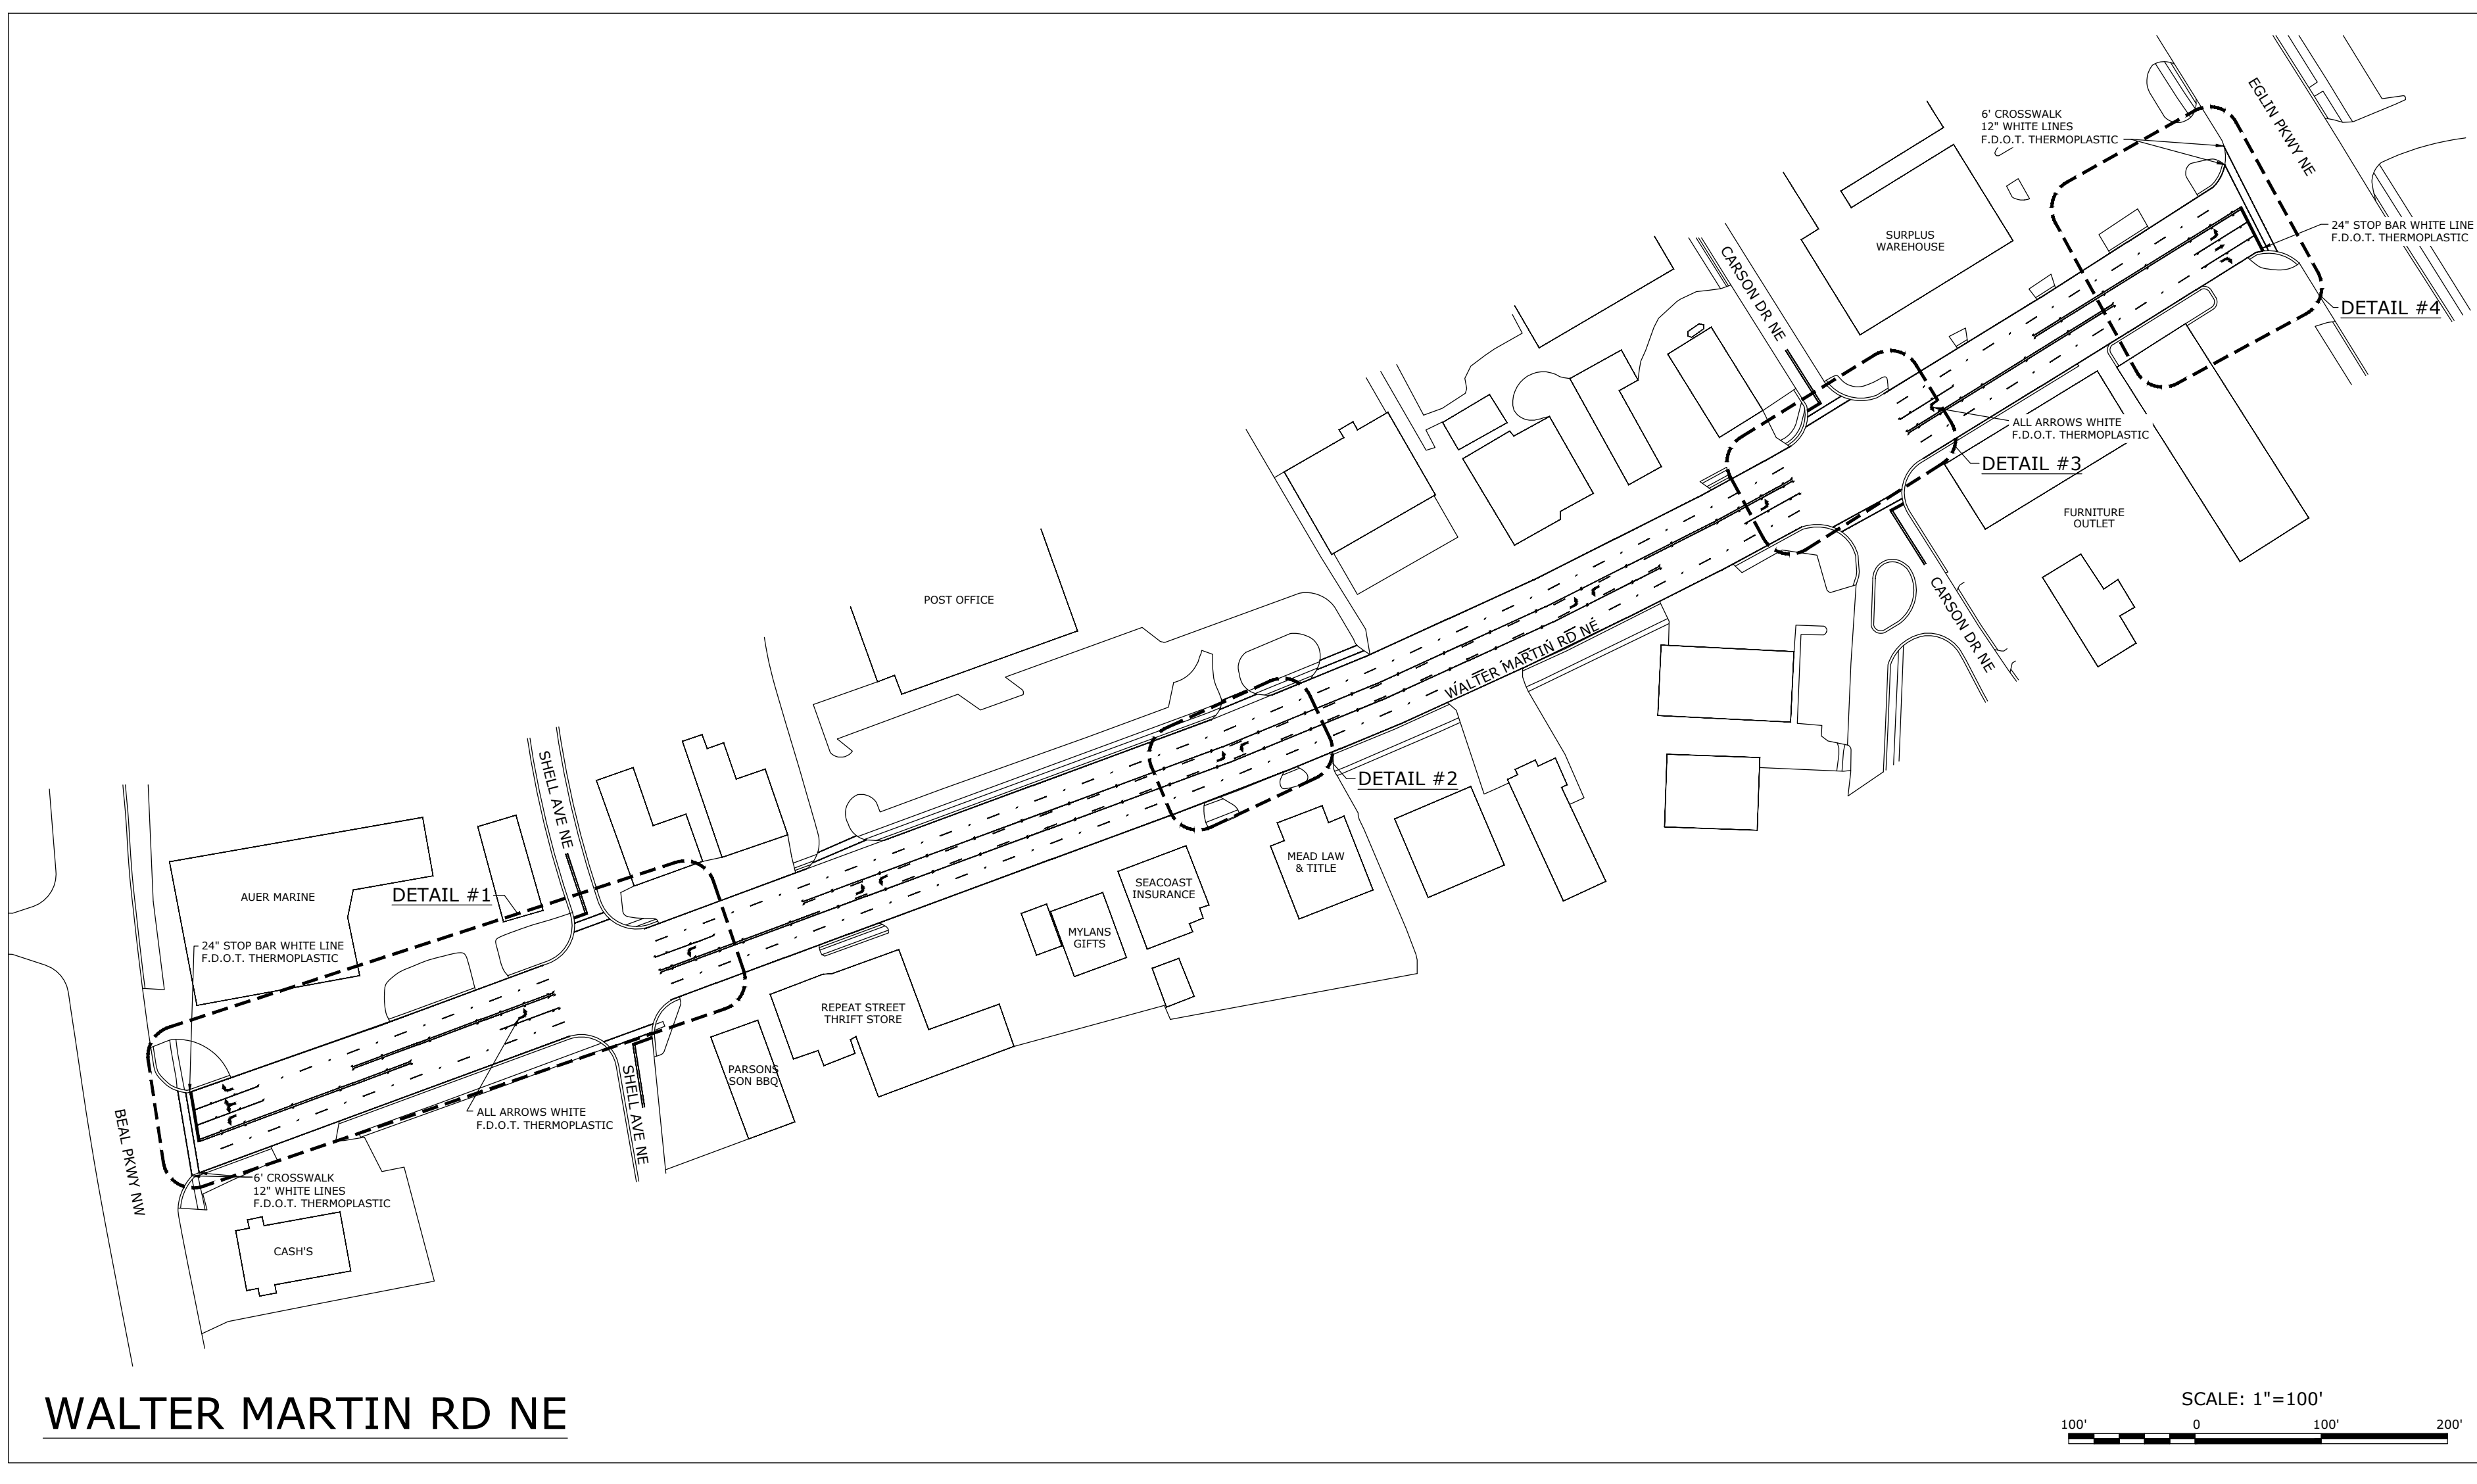 6' CROSSWALK
12" WHITE LINES
F.D.O.T. THERMOPLASTIC
EGLIN PKWY NE
24" STOP BAR WHITE LINE
F.D.O.T. THERMOPLASTIC
DETAIL #4
SURPLUS
WAREHOUSE
CARSON DR NE
ALL ARROWS WHITE
F.D.O.T. THERMOPLASTIC
DETAIL #3
FURNITURE
OUTLET
CARSON DR NE
WALTER MARTIN RD NE
POST OFFICE
DETAIL #2
MEAD LAW
& TITLE
SEACOAST
INSURANCE
MYLANS
GIFTS
SHELL AVE NE
AUER MARINE
DETAIL #1
24" STOP BAR WHITE LINE
F.D.O.T. THERMOPLASTIC
REPEAT STREET
THRIFT STORE
PARSONS
SON BBQ
SHELL AVE NE
ALL ARROWS WHITE
F.D.O.T. THERMOPLASTIC
BEAL PKWY NW
6' CROSSWALK
12" WHITE LINES
F.D.O.T. THERMOPLASTIC
CASH'S
WALTER MARTIN RD NE
SCALE: 1"=100'
100' 0 100' 200'